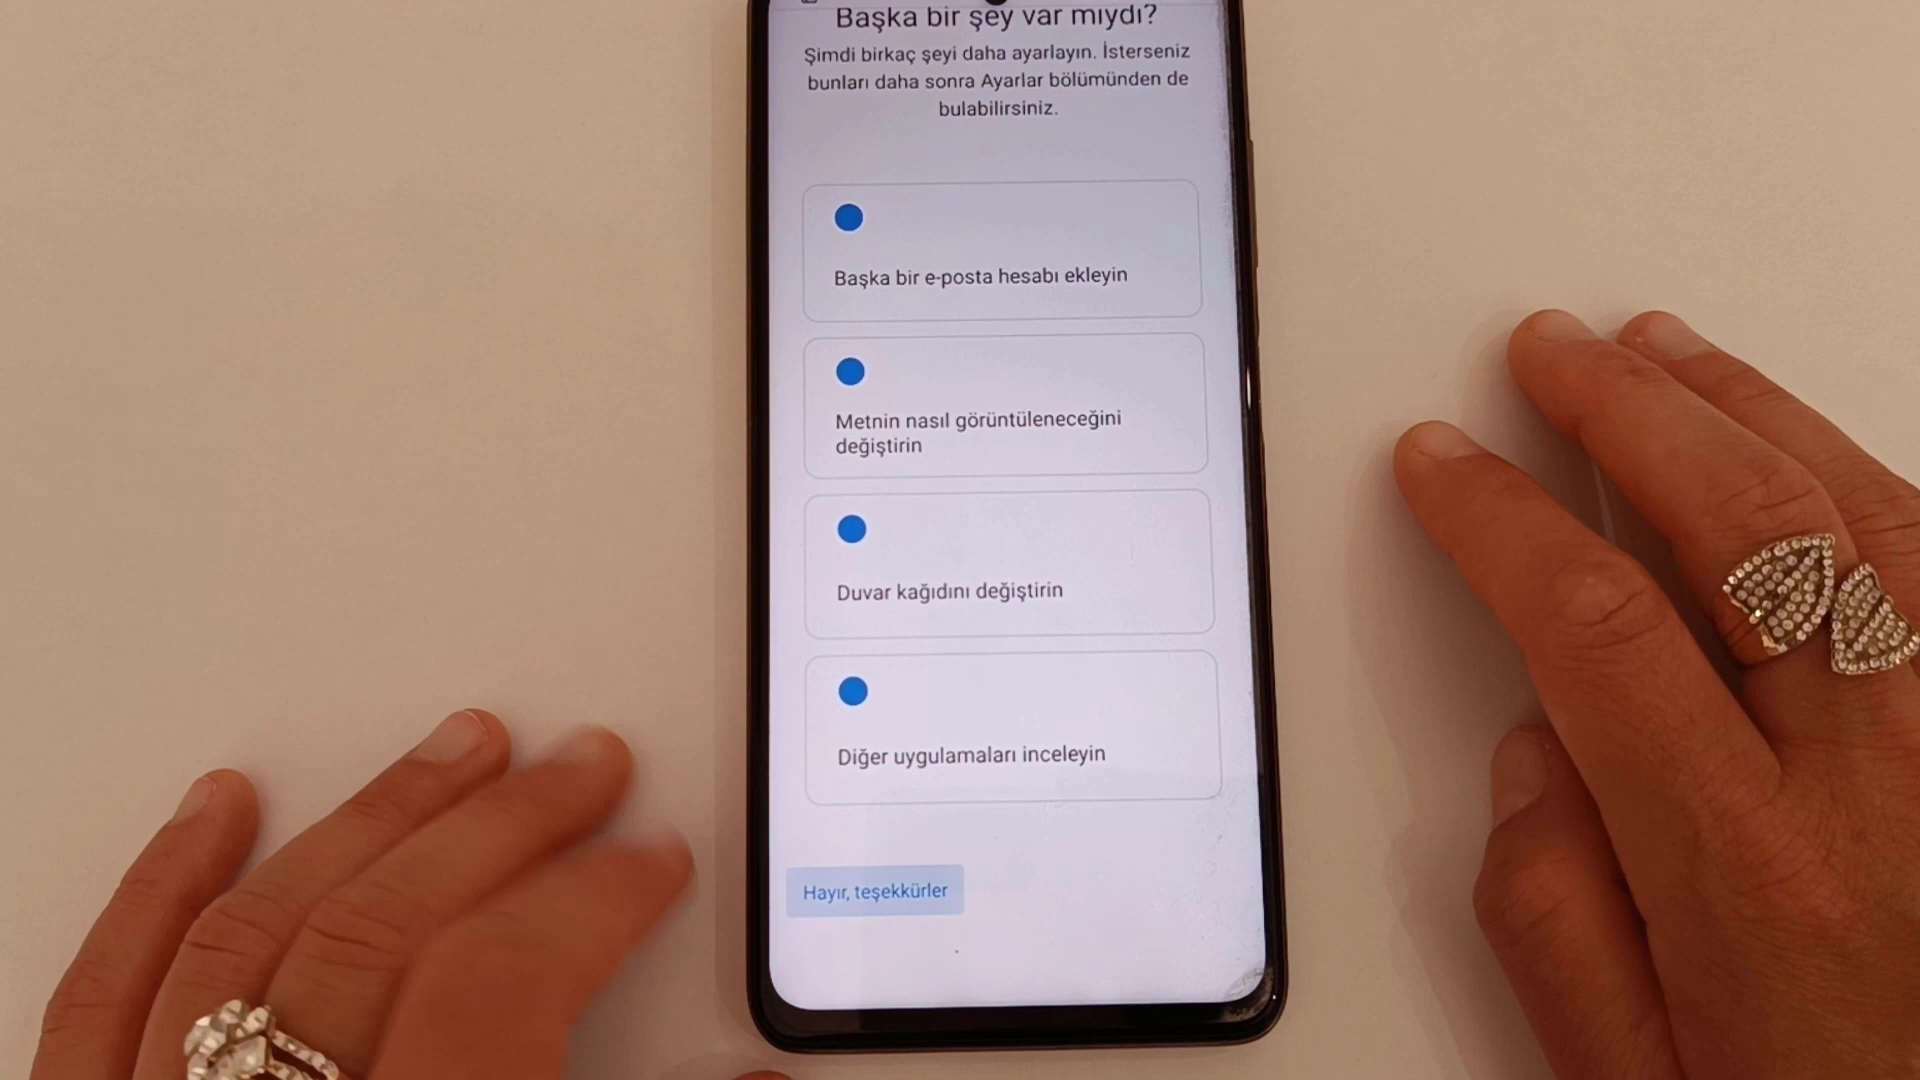 Başka bir şey var mıydı?
Şimdi birkaç şeyi daha ayarlayın. İsterseniz
bunları daha sonra Ayarlar bölümünden de
bulabilirsiniz.
Başka bir e-posta hesabı ekleyin
Metnin nasıl görüntüleneceğini
değiştirin
Duvar kağıdını değiştirin
Diğer uygulamaları inceleyin
Hayır, teşekkürler